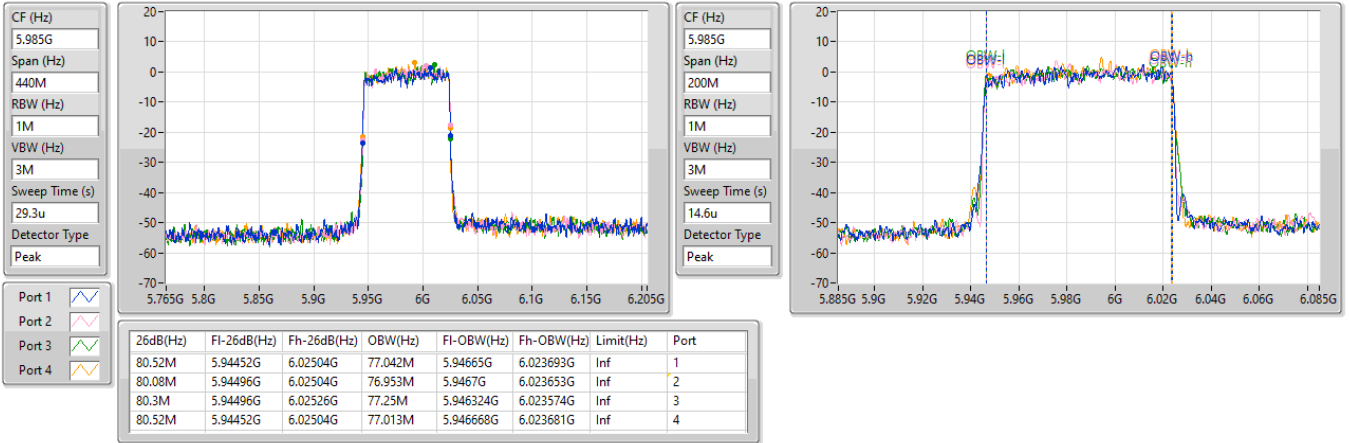 CF (Hz)
5.985G
Span (Hz)
440M
RBW (Hz)
1M
VBW (Hz)
3M
Sweep Time (s)
29.3u
Detector Type
Peak
20
10
0
-10
-20
-30
-40
-50
-60
-70
5.765G 5.8G 5.85G 5.9G 5.95G 6G 6.05G 6.1G 6.15G 6.205G
CF (Hz)
5.985G
Span (Hz)
200M
RBW (Hz)
1M
VBW (Hz)
3M
Sweep Time (s)
14.6u
Detector Type
Peak
20
10
0
-10
-20
-30
-40
-50
-60
-70
OBW-l OBW-h
5.885G 5.9G 5.92G 5.94G 5.96G 5.98G 6G 6.02G 6.04G 6.06G 6.085G
Port 1
Port 2
Port 3
Port 4
26dB(Hz) Fl-26dB(Hz) Fh-26dB(Hz) OBW(Hz) Fl-OBW(Hz) Fh-OBW(Hz) Limit(Hz) Port
80.52M 5.94452G 6.02504G 77.042M 5.94665G 6.023693G Inf 1
80.08M 5.94496G 6.02504G 76.953M 5.9467G 6.023653G Inf 2
80.3M 5.94496G 6.02526G 77.25M 5.946324G 6.023574G Inf 3
80.52M 5.94452G 6.02504G 77.013M 5.946668G 6.023681G Inf 4